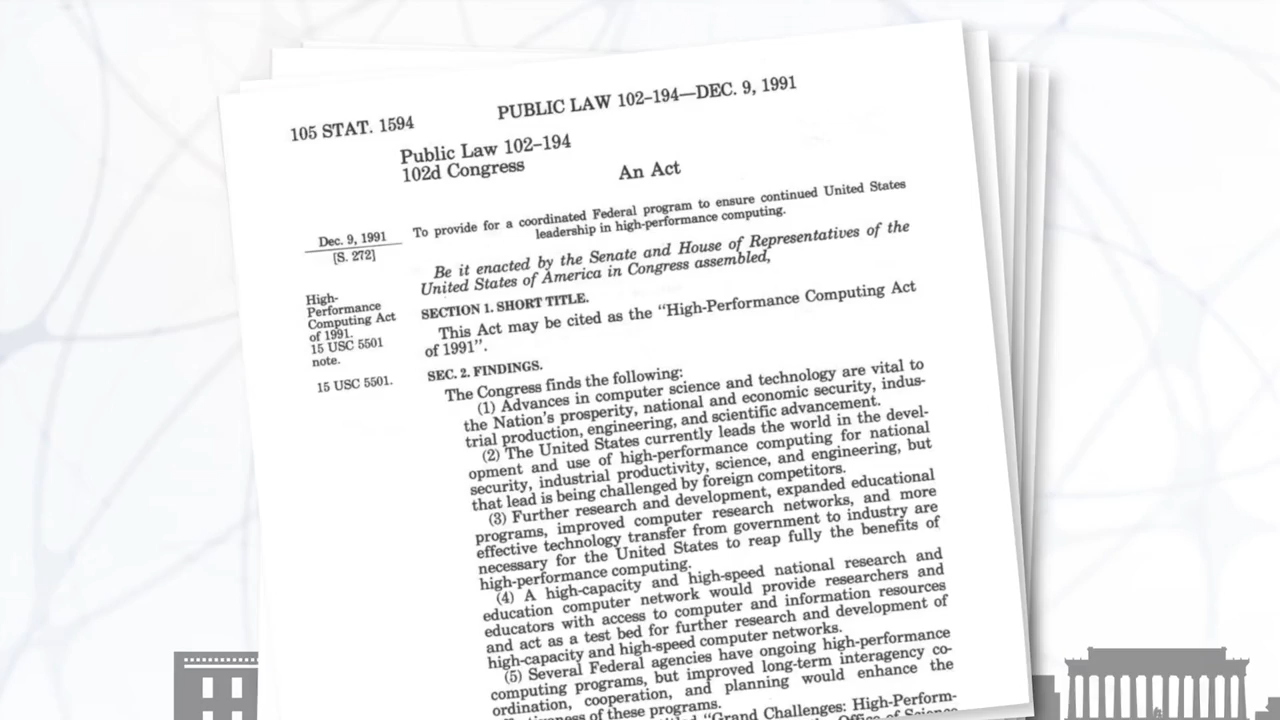 105 STAT. 1594
PUBLIC LAW 102–194—DEC. 9, 1991
Public Law 102–194
102d Congress
An Act
Dec. 9, 1991
[S. 272]
To provide for a coordinated Federal program to ensure continued United States
leadership in high-performance computing.
Be it enacted by the Senate and House of Representatives of the
United States of America in Congress assembled,
High-
Performance
Computing Act
of 1991.
15 USC 5501
note.
SECTION 1. SHORT TITLE.
This Act may be cited as the “High-Performance Computing Act
of 1991”.
15 USC 5501.
SEC. 2. FINDINGS.
The Congress finds the following:
(1) Advances in computer science and technology are vital to
the Nation’s prosperity, national and economic security, indus-
trial production, engineering, and scientific advancement.
(2) The United States currently leads the world in the devel-
opment and use of high-performance computing for national
security, industrial productivity, science, and engineering, but
that lead is being challenged by foreign competitors.
(3) Further research and development, expanded educational
programs, improved computer research networks, and more
effective technology transfer from government to industry are
necessary for the United States to reap fully the benefits of
high-performance computing.
(4) A high-capacity and high-speed national research and
education computer network would provide researchers and
educators with access to computer and information resources
and act as a test bed for further research and development of
high-capacity and high-speed computer networks.
(5) Several Federal agencies have ongoing high-performance
computing programs, but improved long-term interagency co-
ordination, cooperation, and planning would enhance the
of these programs.
“Grand Challenges: High-Perform-